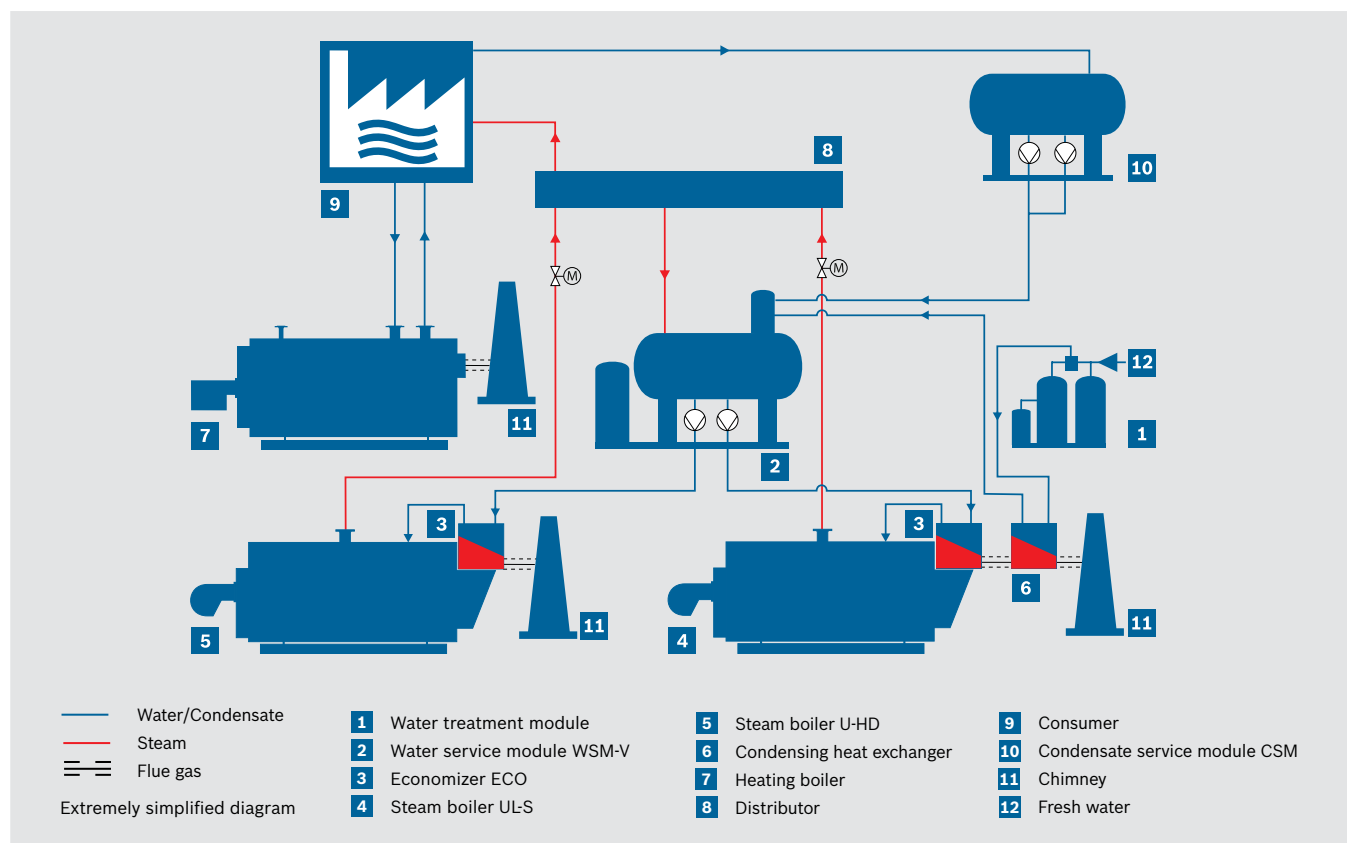 8
10
9
M
M
12
11
7
1
2
3
3
6
11
11
5
4
Water/Condensate
Steam
Flue gas
Extremely simplified diagram
1 Water treatment module
2 Water service module WSM-V
3 Economizer ECO
4 Steam boiler UL-S
5 Steam boiler U-HD
6 Condensing heat exchanger
7 Heating boiler
8 Distributor
9 Consumer
10 Condensate service module CSM
11 Chimney
12 Fresh water